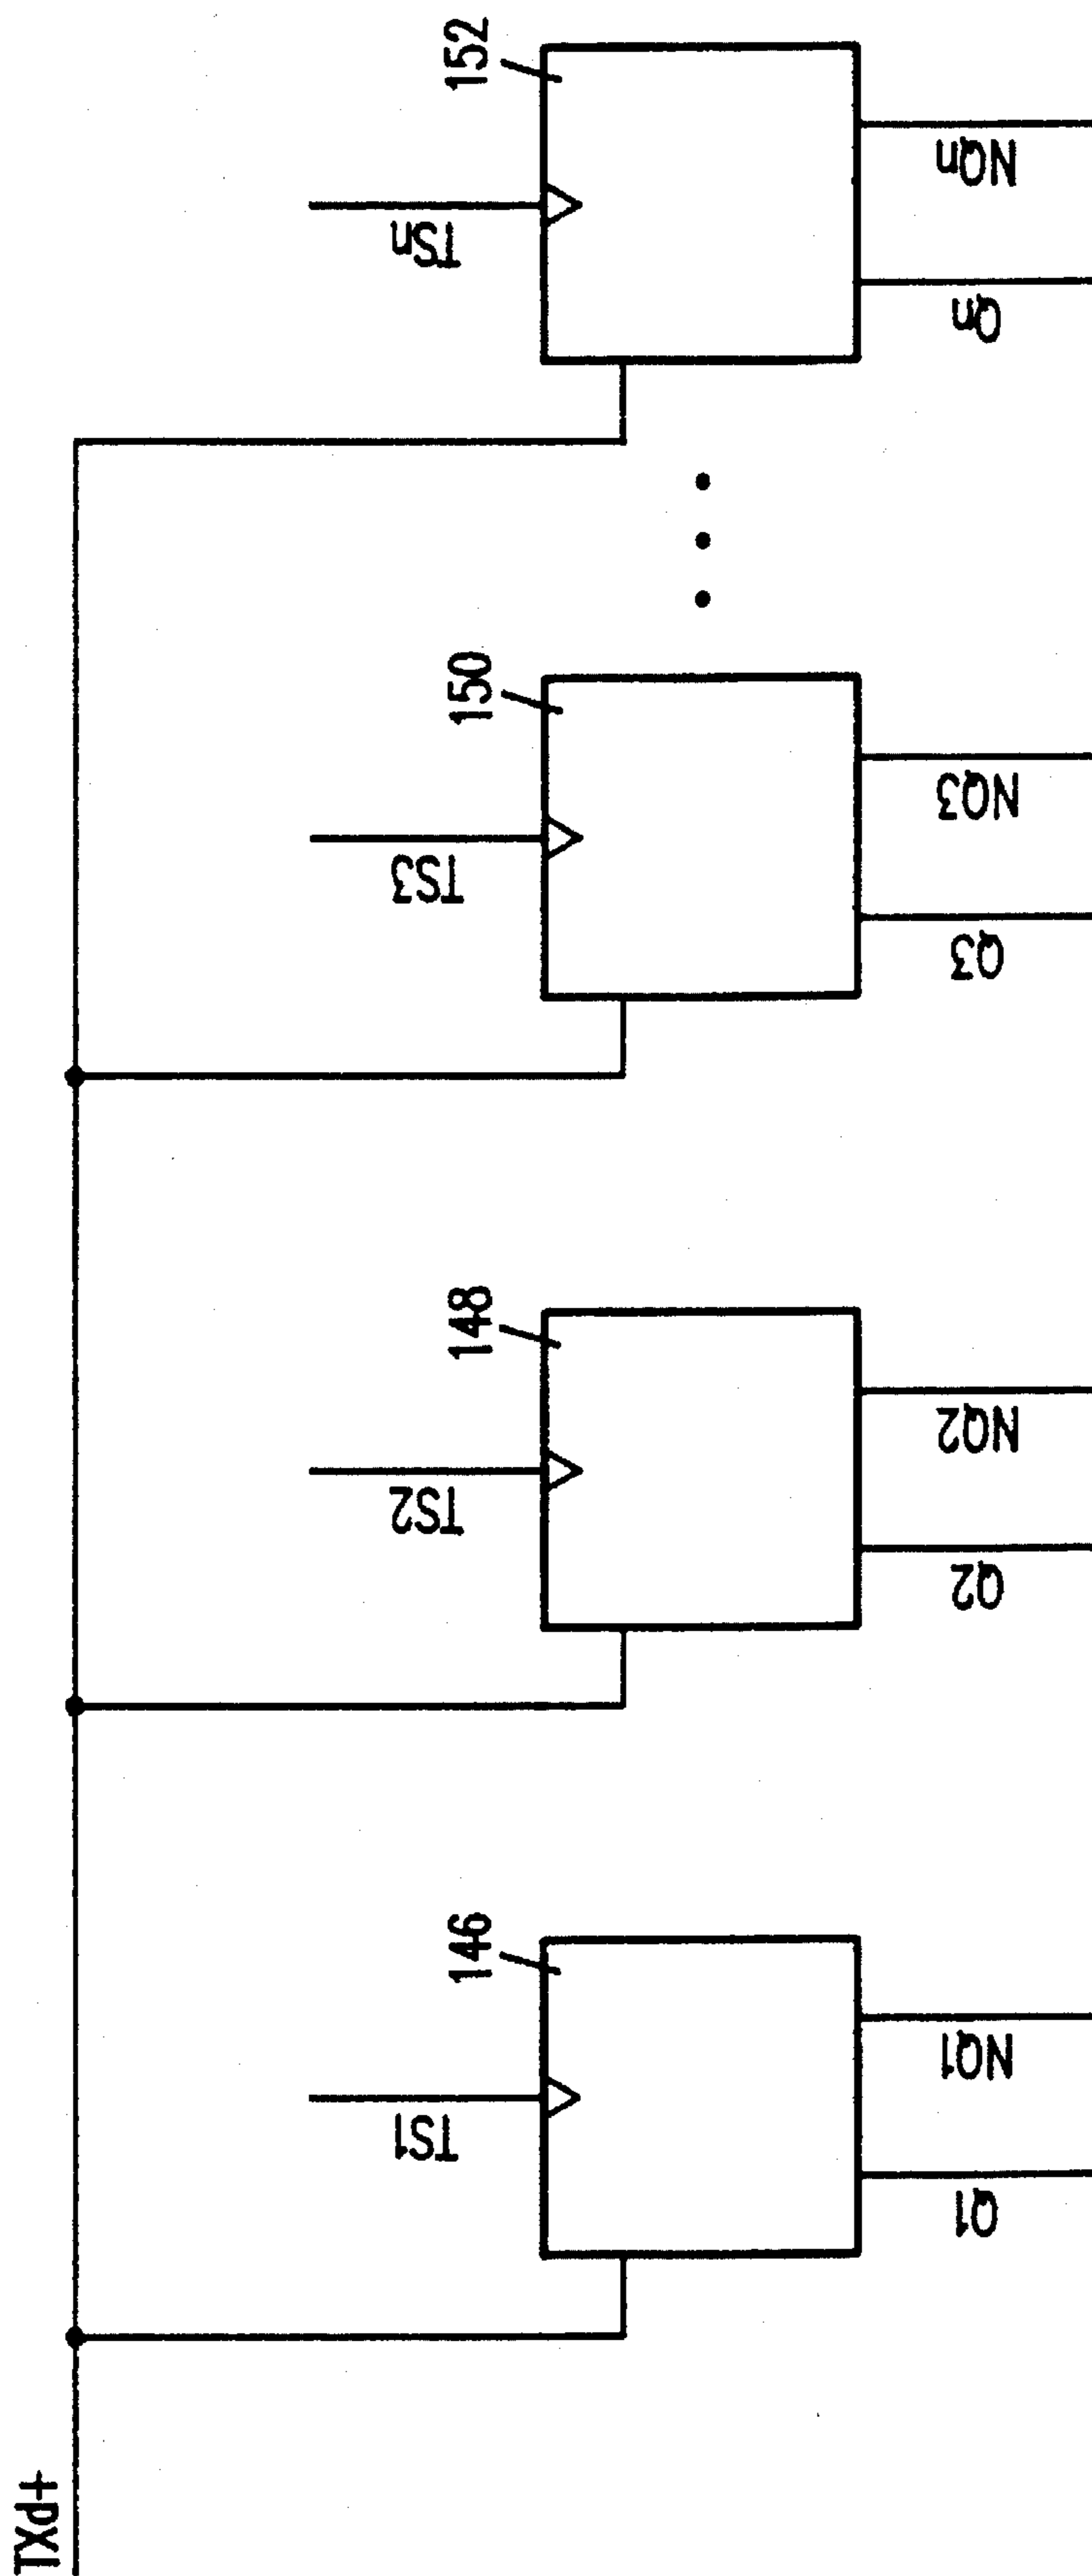 TXd+
146
TS1
Q1
NQ1
148
TS2
Q2
NQ2
150
TS3
Q3
NQ3
152
TSn
Qn
NQn